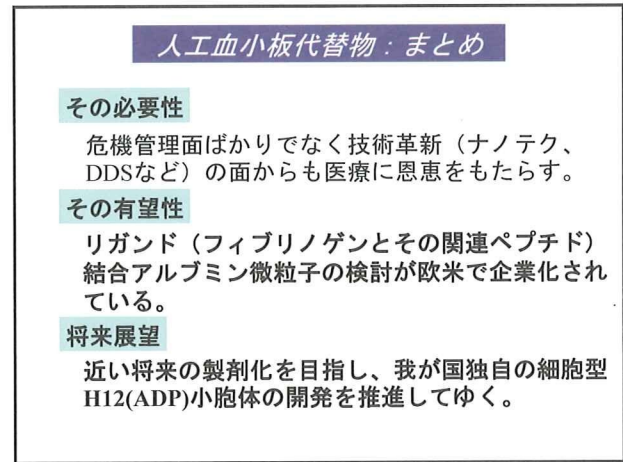 人工血小板代替物：まとめ
その必要性
危機管理面ばかりでなく技術革新（ナノテク、
DDSなど）の面からも医療に恩恵をもたらす。
その有望性
リガンド（フィブリノゲンとその関連ペプチド）
結合アルブミン微粒子の検討が欧米で企業化され
ている。
将来展望
近い将来の製剤化を目指し、我が国独自の細胞型
H12(ADP)小胞体の開発を推進してゆく。